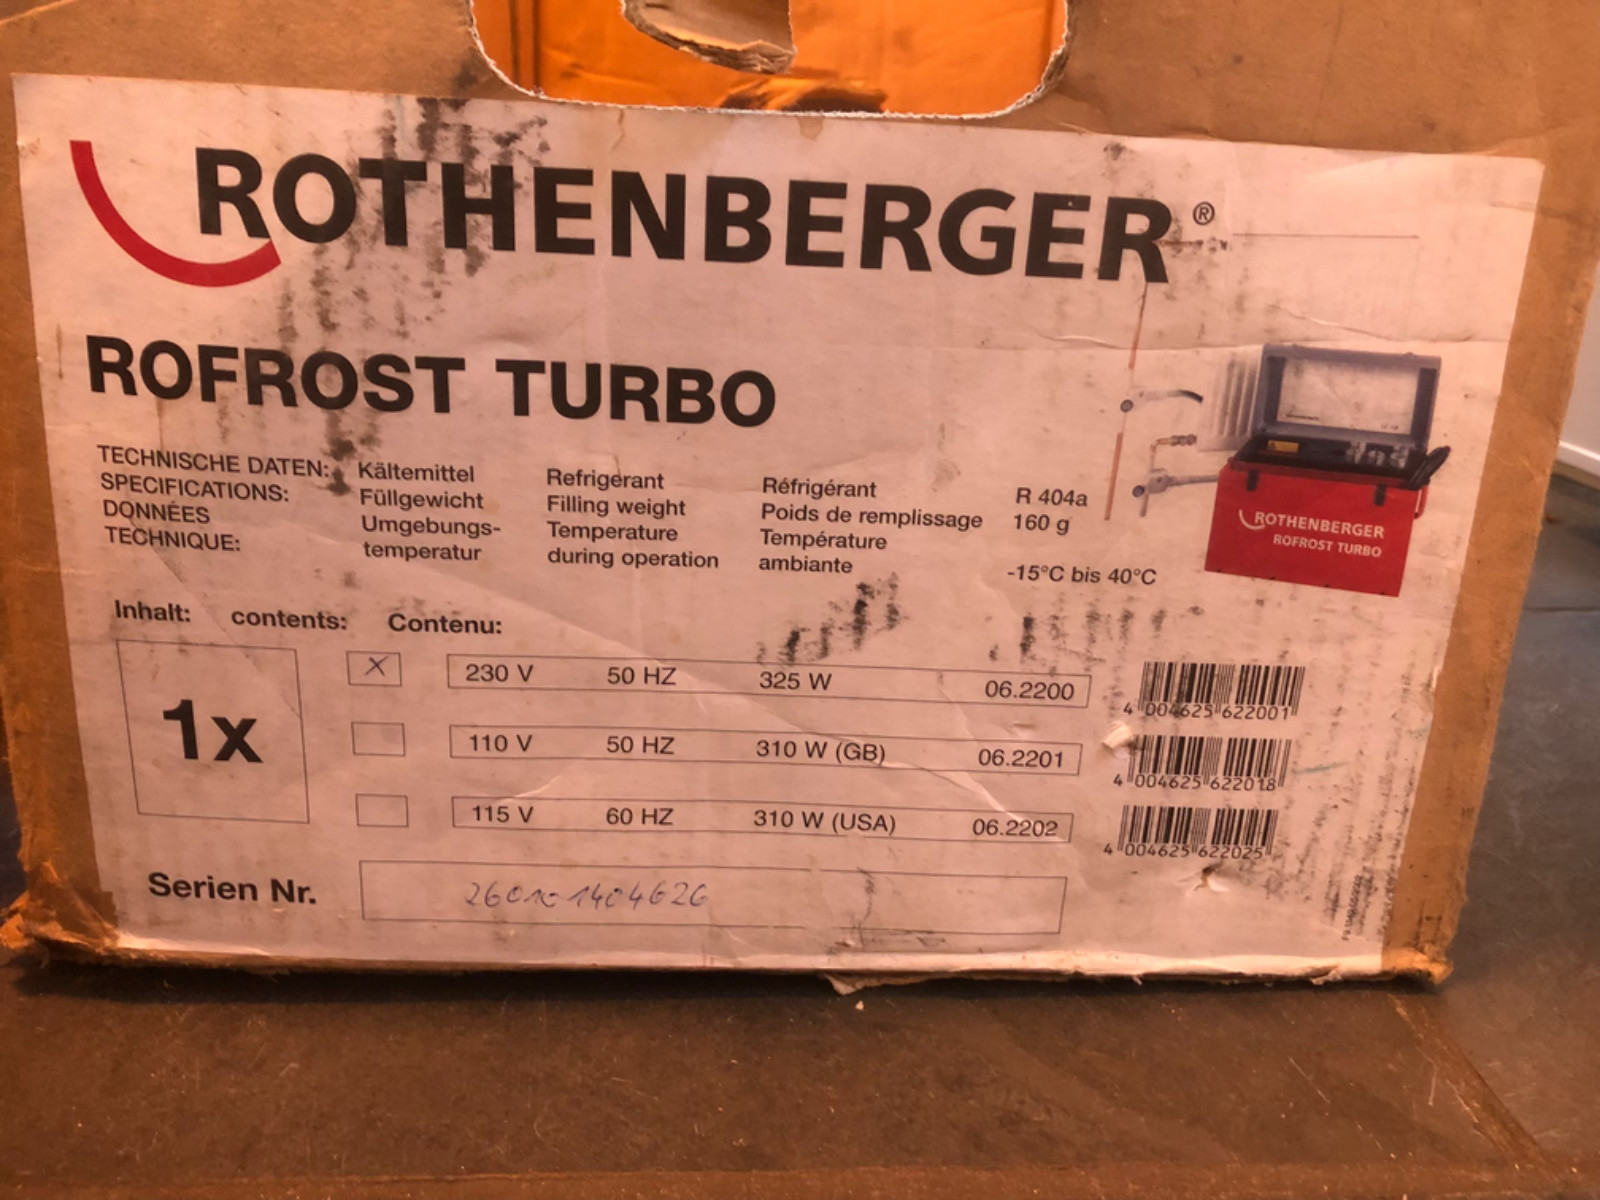 ROTHENBERGER®
ROFROST TURBO
TECHNISCHE DATEN:
SPECIFICATIONS:
DONNÉES
TECHNIQUE:
Kältemittel
Füllgewicht
Umgebungs-
temperatur
Refrigerant
Filling weight
Temperature
during operation
Réfrigérant
Poids de remplissage
Température
ambiante
R 404a
160 g
-15°C bis 40°C
ROTHENBERGER
ROFROST TURBO
Inhalt: contents: Contenu:
1x
X 230 V 50 HZ 325 W 06.2200
4 004625 622001
110 V 50 HZ 310 W (GB) 06.2201
4 004625 622018
115 V 60 HZ 310 W (USA) 06.2202
4 004625 622025
Serien Nr.